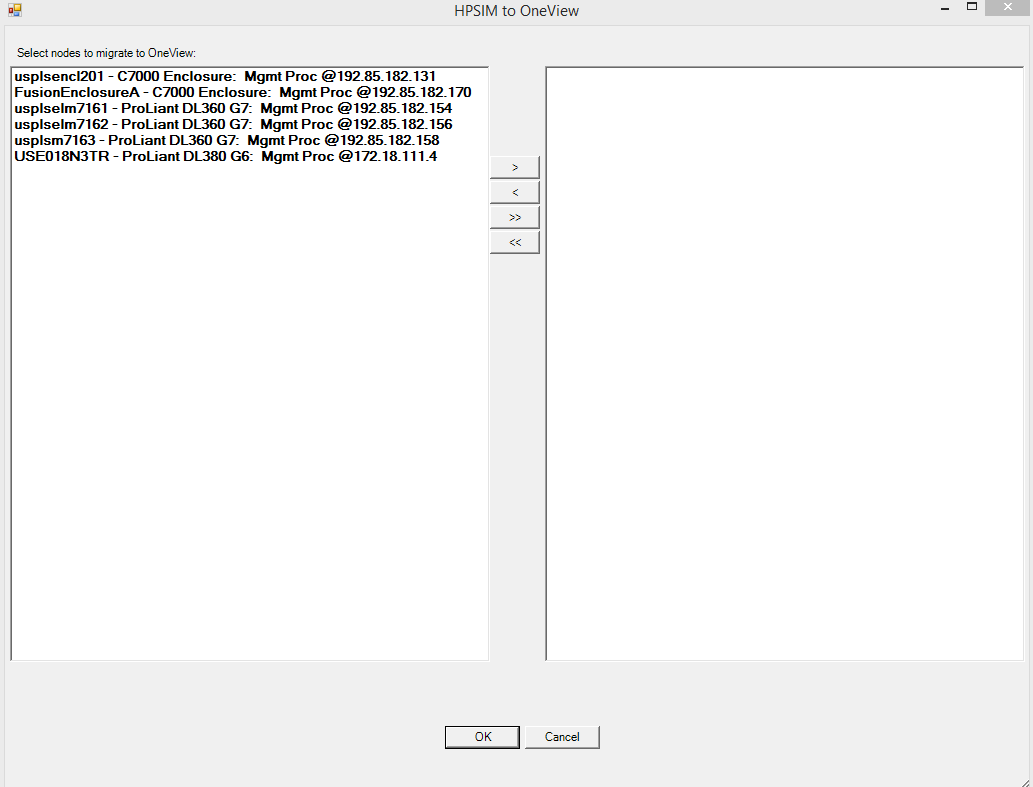 HPSIM to OneView
Select nodes to migrate to OneView:
usplsencl201 - C7000 Enclosure:  Mgmt Proc @192.85.182.131
FusionEnclosureA - C7000 Enclosure:  Mgmt Proc @192.85.182.170
usplselm7161 - ProLiant DL360 G7:  Mgmt Proc @192.85.182.154
usplselm7162 - ProLiant DL360 G7:  Mgmt Proc @192.85.182.156
usplsm7163 - ProLiant DL360 G7:  Mgmt Proc @192.85.182.158
USE018N3TR - ProLiant DL380 G6:  Mgmt Proc @172.18.111.4
>
<
>>
<<
OK
Cancel